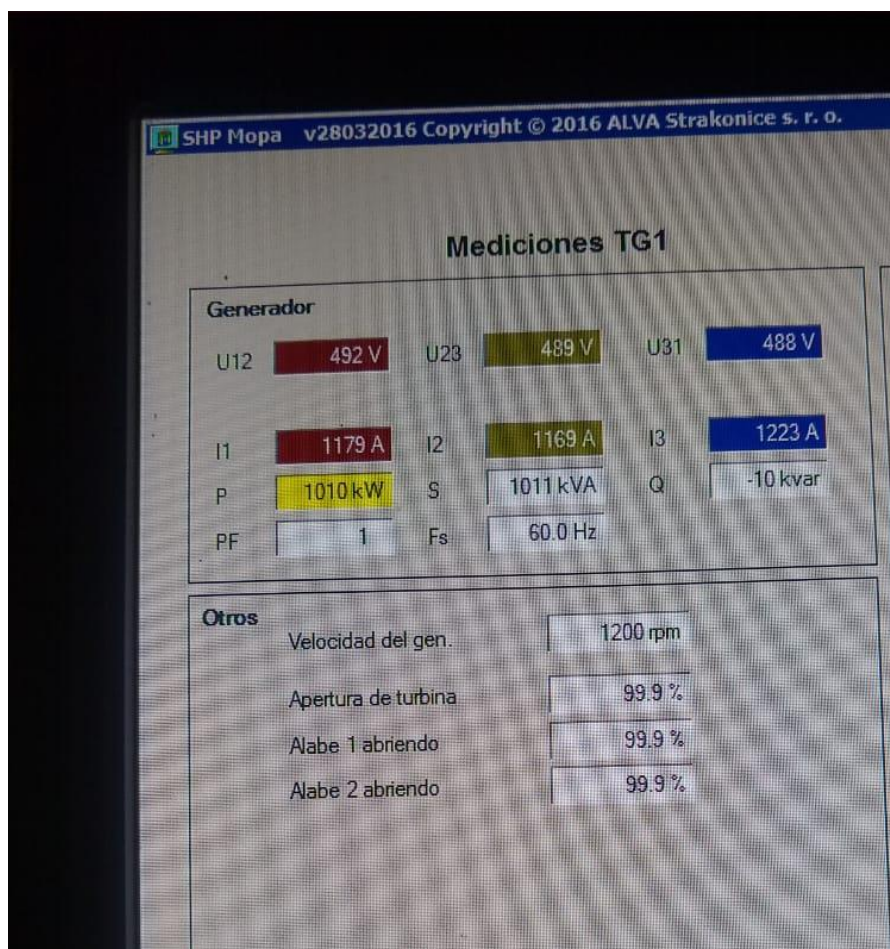 SHP Mopa v28032016 Copyright © 2016 ALVA Strakonice s. r. o.
Mediciones TG1
Generador
U12 492 V U23 489 V U31 488 V
I1 1179 A I2 1169 A I3 1223 A
P 1010 kW S 1011 kVA Q -10 kvar
PF 1 Fs 60.0 Hz
Otros
Velocidad del gen. 1200 rpm
Apertura de turbina 99.9 %
Alabe 1 abriendo 99.9 %
Alabe 2 abriendo 99.9 %